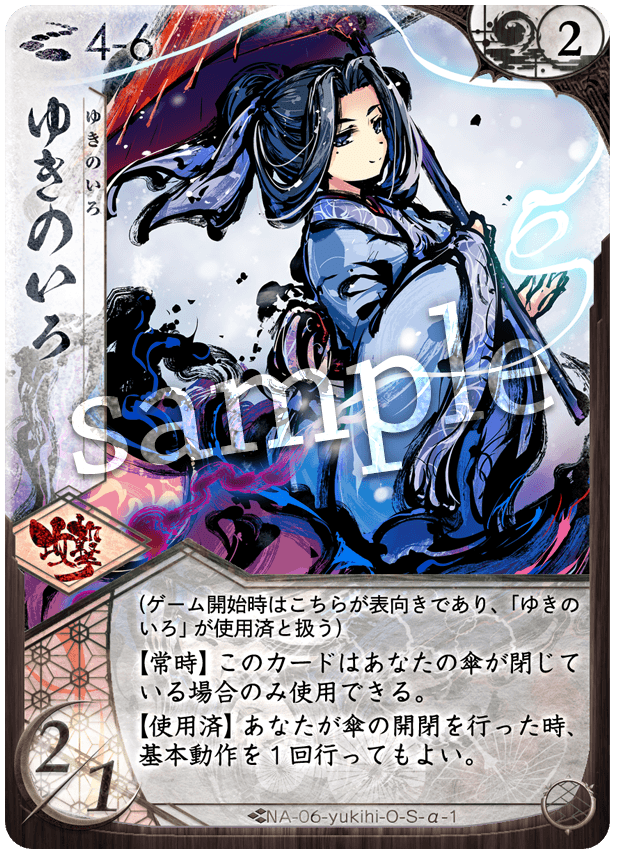 4-6
2
ゆきのいろ
ゆきのいろ
sample
攻撃
(ゲーム開始時はこちらが表向きであり、「ゆきの
いろ」が使用済と扱う)
【常時】このカードはあなたの傘が閉じて
いる場合のみ使用できる。
【使用済】あなたが傘の開閉を行った時、
基本動作を1回行ってもよい。
2/1
NA-06-yukihi-O-S-α-1